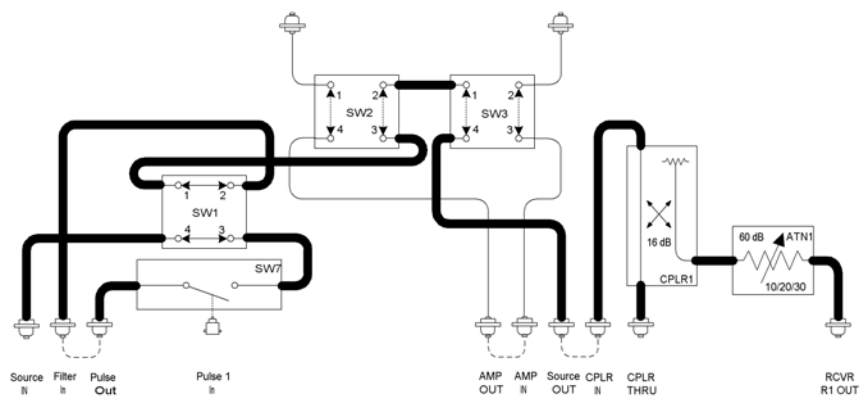 1
2
SW2
4
3
1
2
SW3
4
3
1
2
SW1
4
3
SW7
16 dB
CPLR1
60 dB
ATN1
10/20/30
Source
IN
Filter
In
Pulse
Out
Pulse 1
In
AMP
OUT
AMP
IN
Source
OUT
CPLR
IN
CPLR
THRU
RCVR
R1 OUT